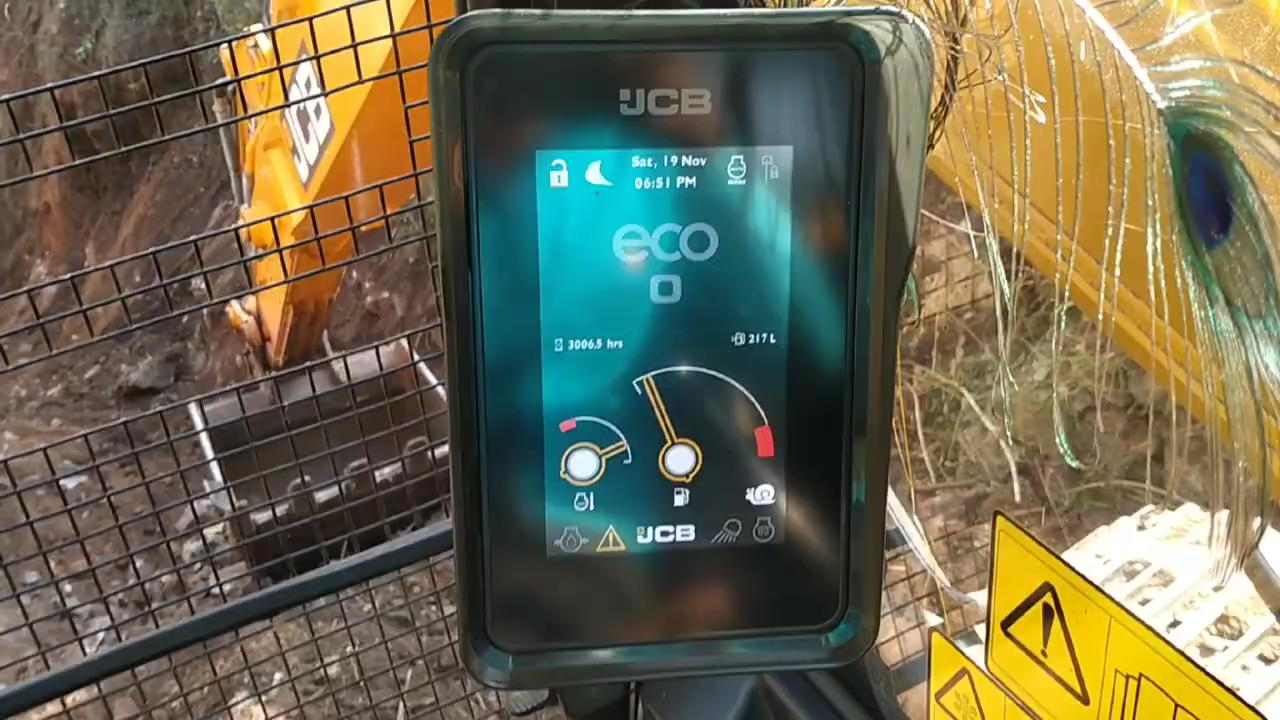 JCB
JCB
Sat, 19 Nov
06:51 PM
eco
0
3006.5 hrs
217 L
JCB